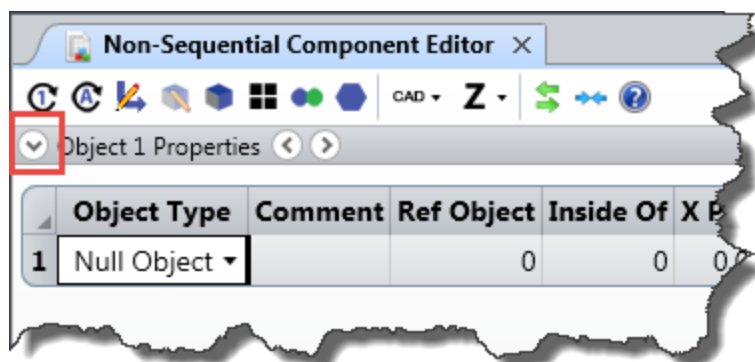 Non-Sequential Component Editor
CAD Z
Object 1 Properties
Object Type Comment Ref Object Inside Of X
1 Null Object 0 0